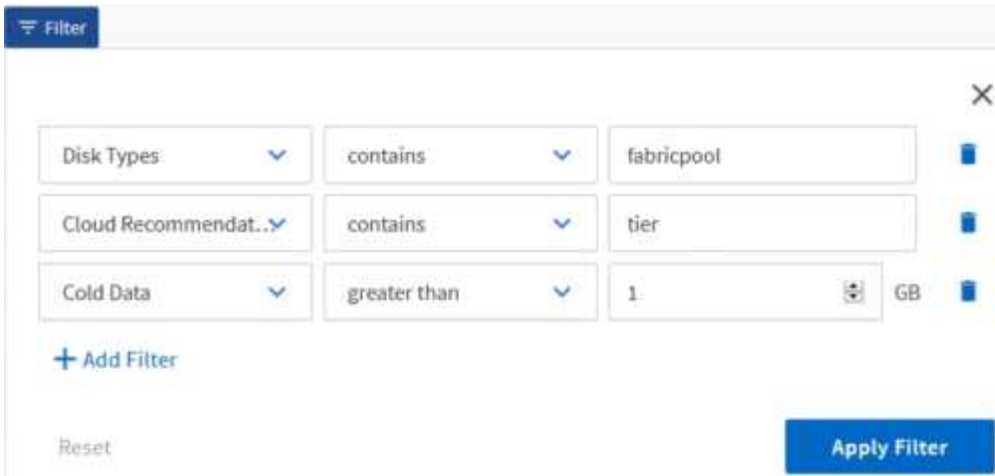 Filter
Disk Types contains fabricpool
Cloud Recommendat.. contains tier
Cold Data greater than 1 GB
+ Add Filter
Reset Apply Filter